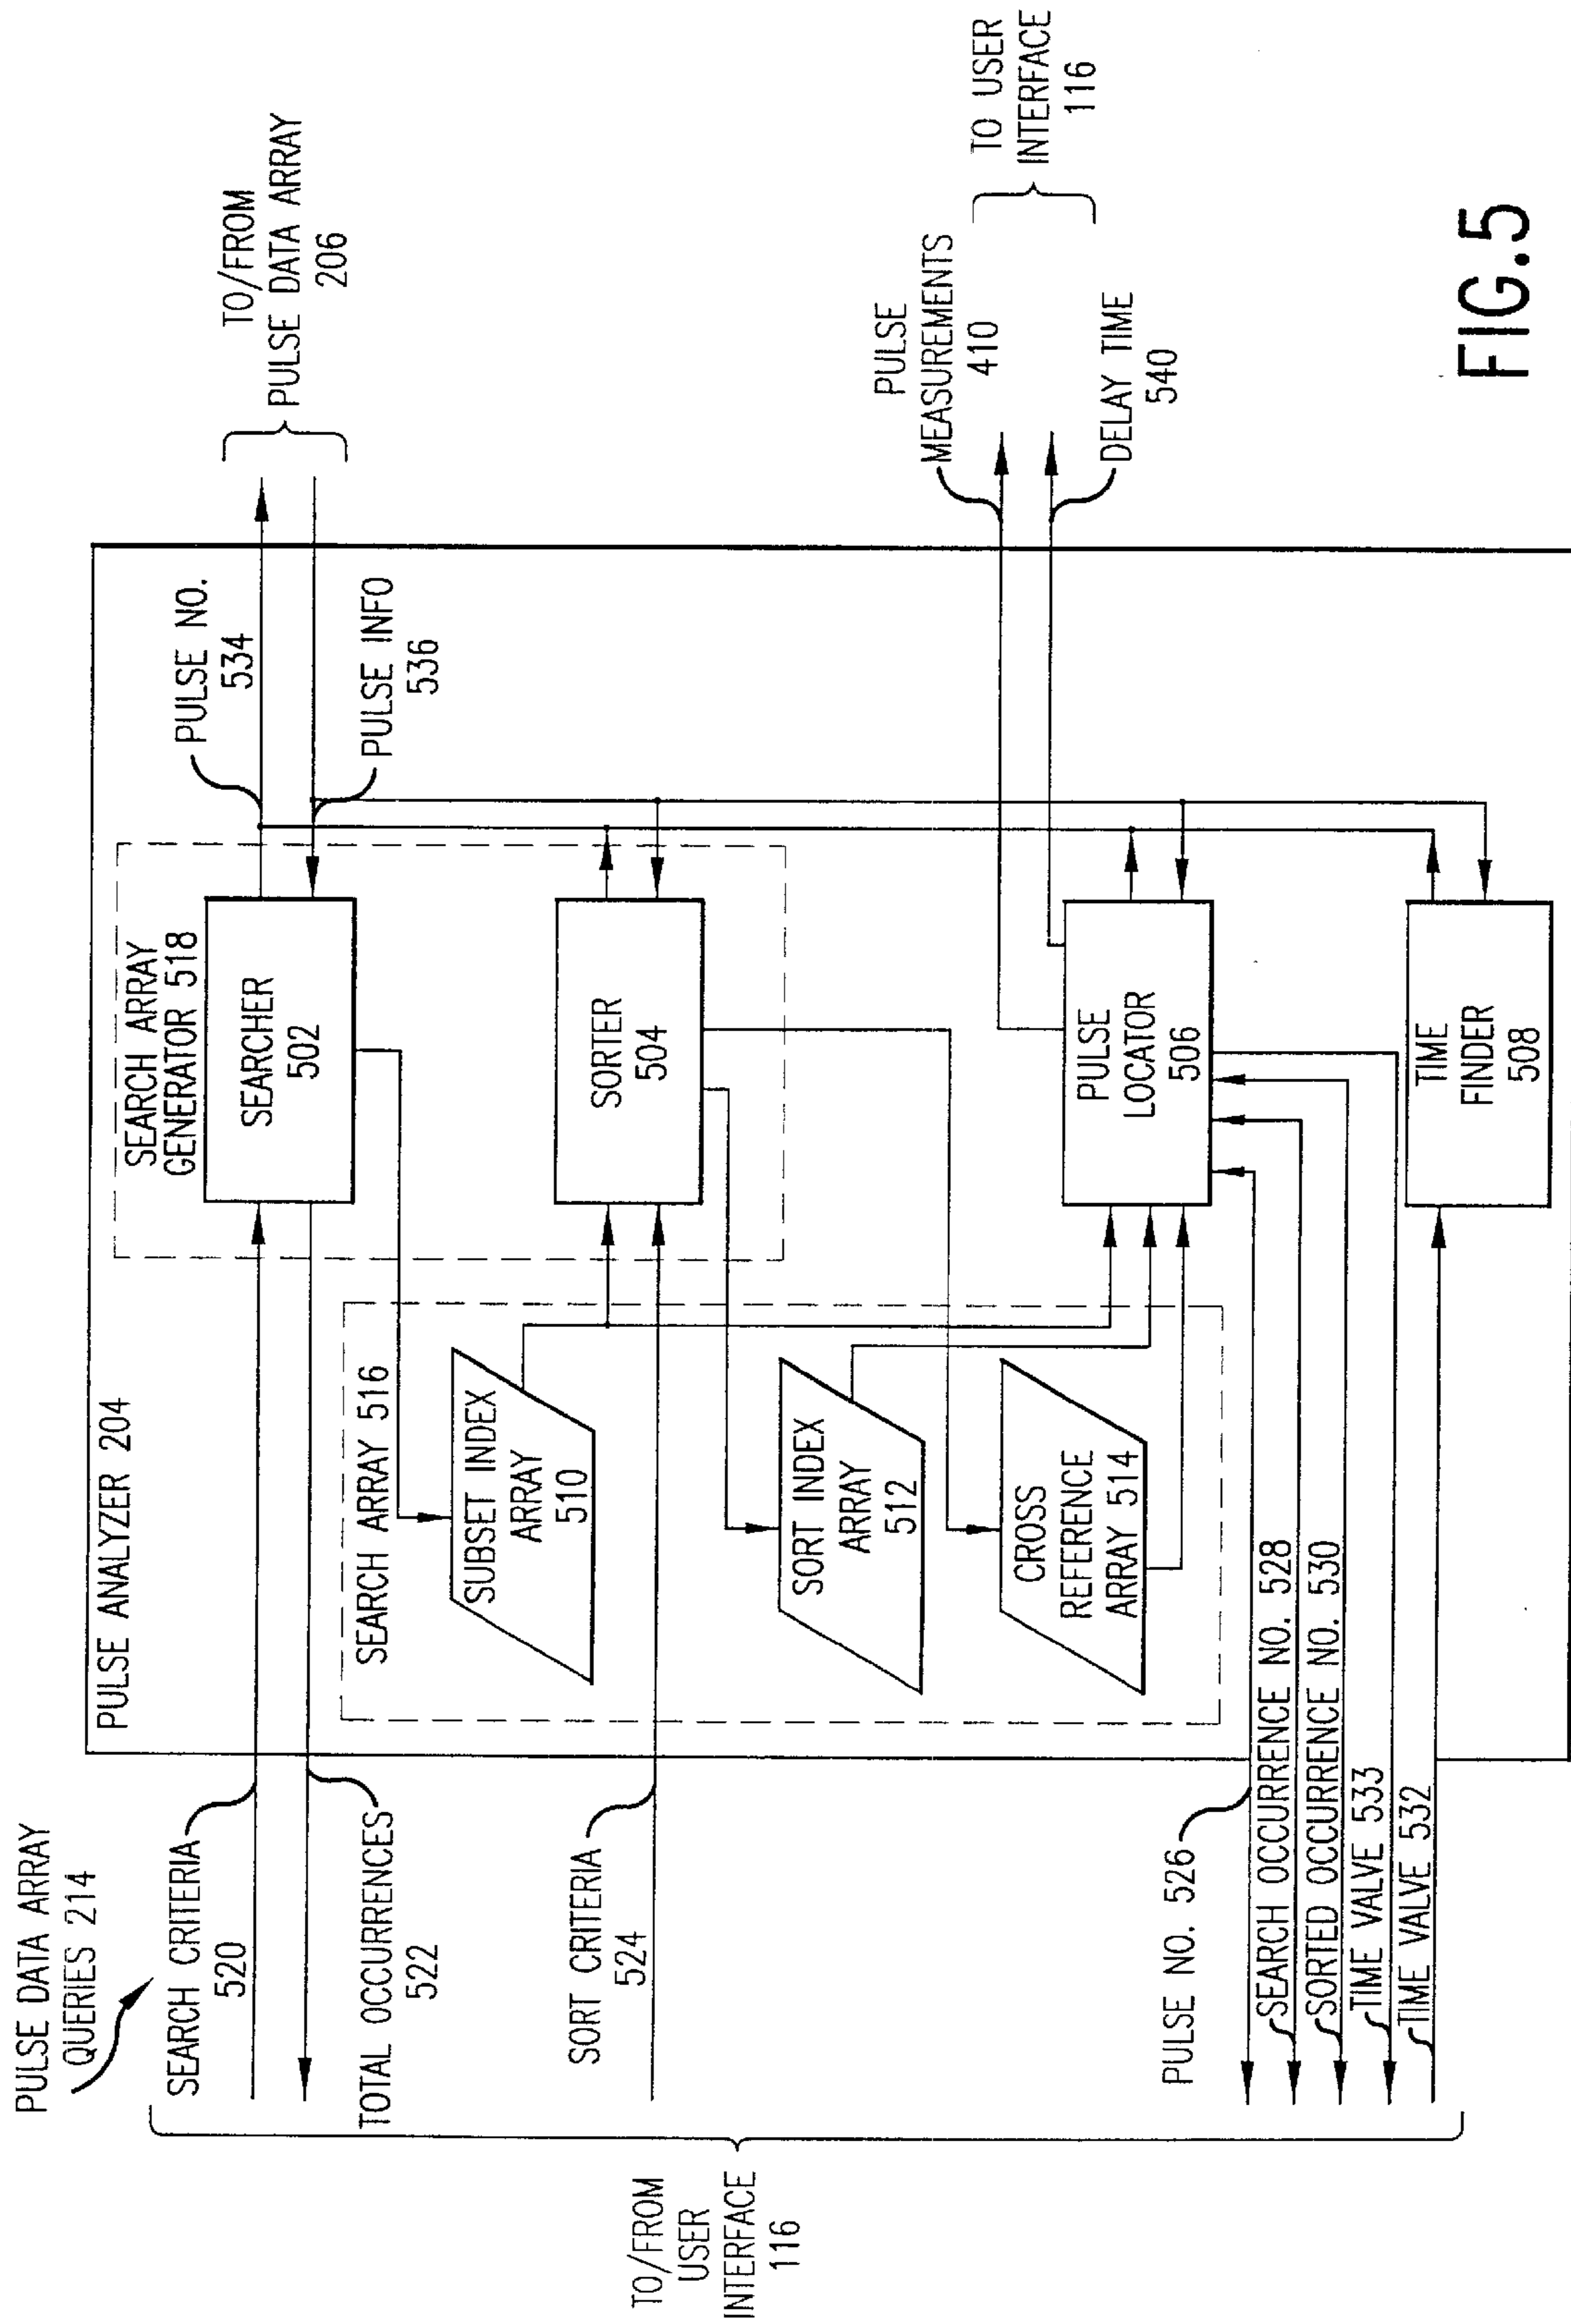 PULSE DATA ARRAY
QUERIES 214
SEARCH CRITERIA
520
TOTAL OCCURRENCES
522
SORT CRITERIA
524
PULSE NO. 526
SEARCH OCCURRENCE NO. 528
SORTED OCCURRENCE NO. 530
TIME VALVE 533
TIME VALVE 532
TO/FROM
USER
INTERFACE
116
PULSE ANALYZER 204
SEARCH ARRAY 516
SUBSET INDEX
ARRAY
510
SORT INDEX
ARRAY
512
CROSS
REFERENCE
ARRAY 514
SEARCH ARRAY
GENERATOR 518
SEARCHER
502
SORTER
504
PULSE
LOCATOR
506
TIME
FINDER
508
PULSE NO.
534
PULSE INFO
536
TO/FROM
PULSE DATA ARRAY
206
PULSE
MEASUREMENTS
410
DELAY TIME
540
TO USER
INTERFACE
116
FIG.5